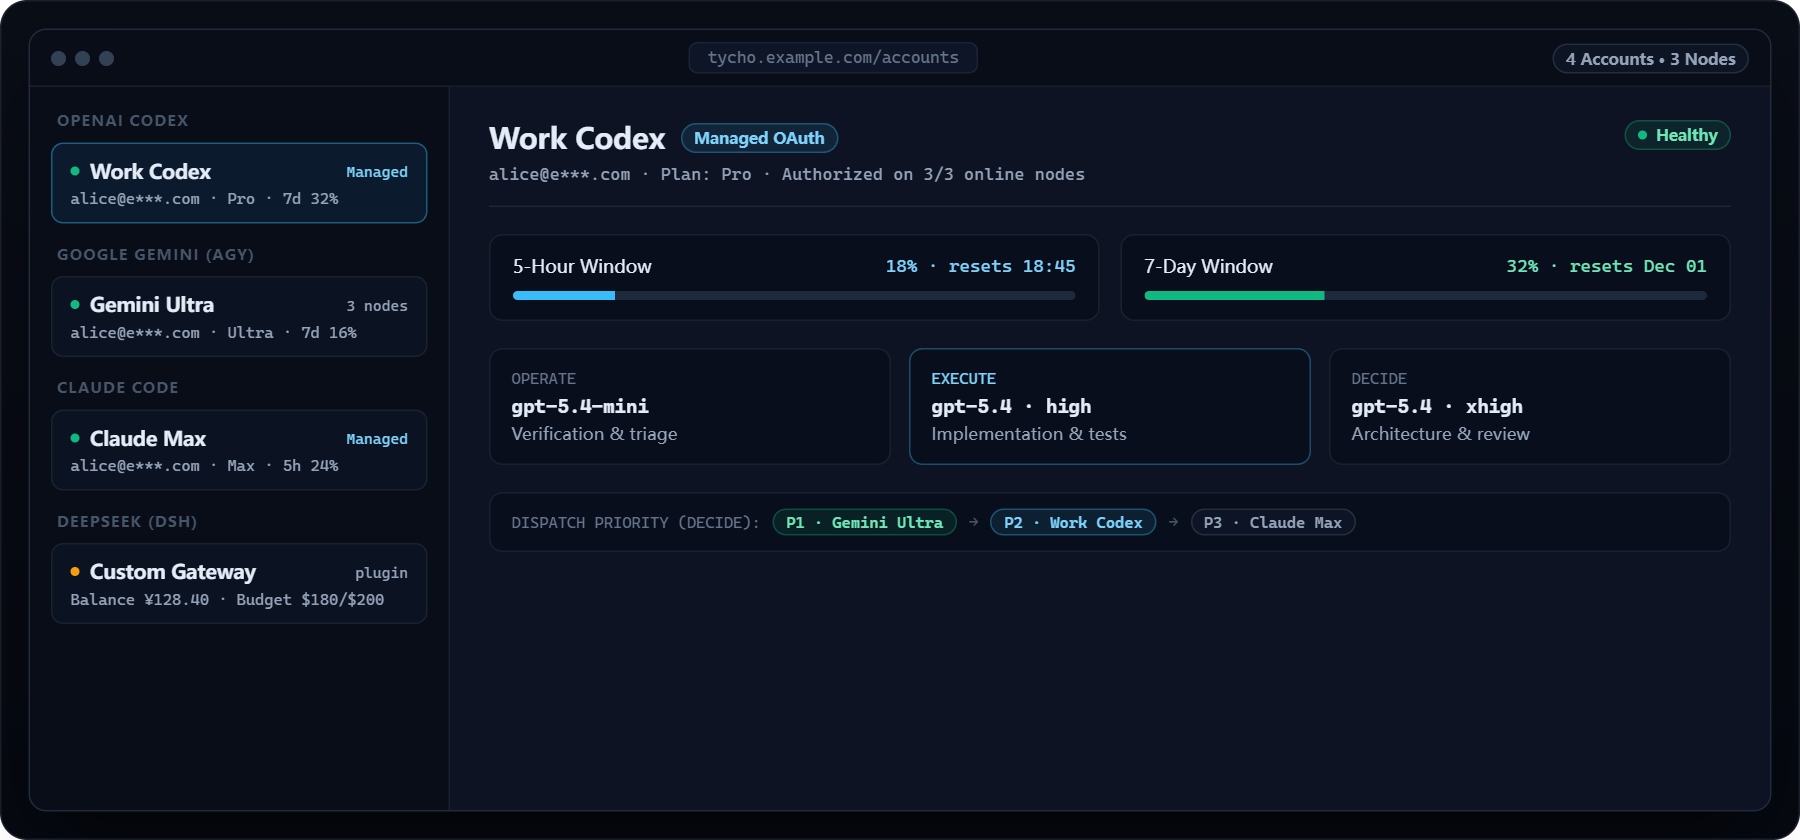 tycho.example.com/accounts
4 Accounts • 3 Nodes
OPENAI CODEX
Work Codex
Managed
alice@e***.com · Pro · 7d 32%
GOOGLE GEMINI (AGY)
Gemini Ultra
3 nodes
alice@e***.com · Ultra · 7d 16%
CLAUDE CODE
Claude Max
Managed
alice@e***.com · Max · 5h 24%
DEEPSEEK (DSH)
Custom Gateway
plugin
Balance ¥128.40 · Budget $180/$200
Work Codex
Managed OAuth
Healthy
alice@e***.com · Plan: Pro · Authorized on 3/3 online nodes
5-Hour Window
18% · resets 18:45
7-Day Window
32% · resets Dec 01
OPERATE
gpt-5.4-mini
Verification & triage
EXECUTE
gpt-5.4 · high
Implementation & tests
DECIDE
gpt-5.4 · xhigh
Architecture & review
DISPATCH PRIORITY (DECIDE): P1 · Gemini Ultra → P2 · Work Codex → P3 · Claude Max